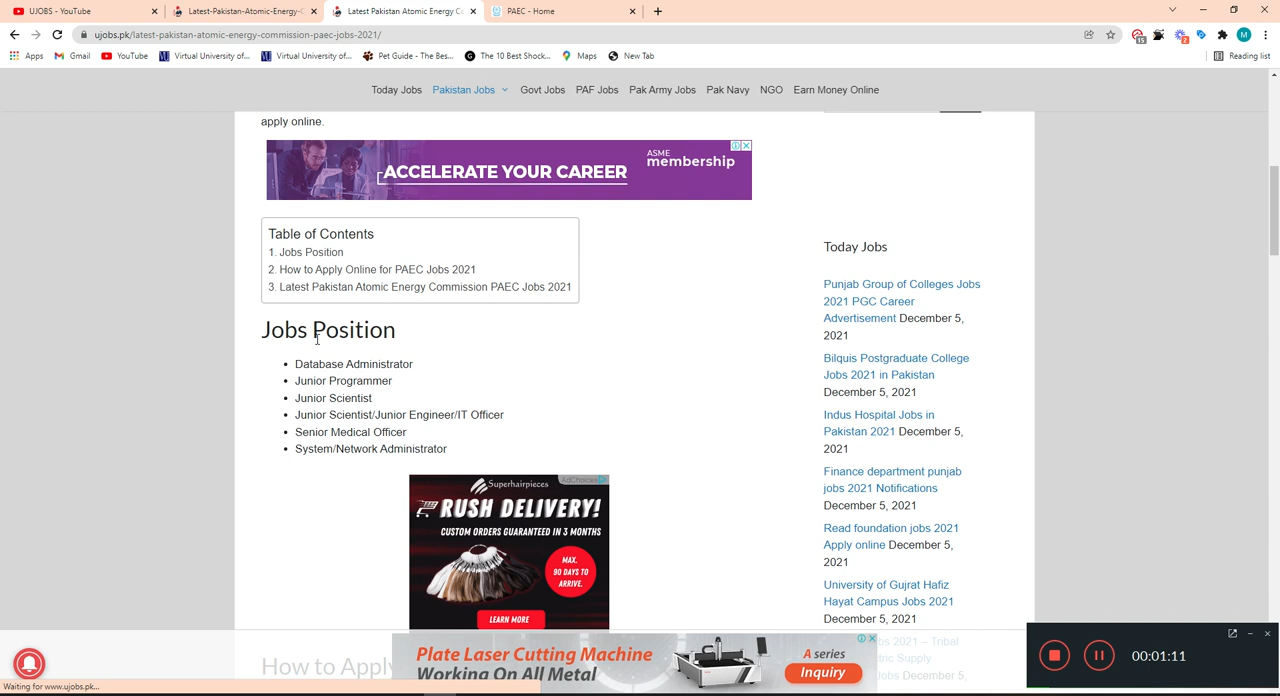 UJOBS - YouTube
Latest-Pakistan-Atomic-Energy-C
Latest Pakistan Atomic Energy Co
PAEC - Home
ujobs.pk/latest-pakistan-atomic-energy-commission-paec-jobs-2021/
Apps
Gmail
YouTube
Virtual University of...
Virtual University of...
Pet Guide - The Bes...
The 10 Best Shock...
Maps
New Tab
Reading list
Today Jobs
Pakistan Jobs
Govt Jobs
PAF Jobs
Pak Army Jobs
Pak Navy
NGO
Earn Money Online
apply online.
ACCELERATE YOUR CAREER
ASME
membership
Table of Contents
1. Jobs Position
2. How to Apply Online for PAEC Jobs 2021
3. Latest Pakistan Atomic Energy Commission PAEC Jobs 2021
Jobs Position
Database Administrator
Junior Programmer
Junior Scientist
Junior Scientist/Junior Engineer/IT Officer
Senior Medical Officer
System/Network Administrator
AdChoices
Superhairpieces
RUSH DELIVERY!
CUSTOM ORDERS GUARANTEED IN 3 MONTHS
MAX.
90 DAYS TO
ARRIVE.
LEARN MORE
How to Apply
Today Jobs
Punjab Group of Colleges Jobs
2021 PGC Career
Advertisement December 5,
2021
Bilquis Postgraduate College
Jobs 2021 in Pakistan
December 5, 2021
Indus Hospital Jobs in
Pakistan 2021 December 5,
2021
Finance department punjab
jobs 2021 Notifications
December 5, 2021
Read foundation jobs 2021
Apply online December 5,
2021
University of Gujrat Hafiz
Hayat Campus Jobs 2021
December 5, 2021
bs 2021 – Tribal
ric Supply
Jobs December 5,
Plate Laser Cutting Machine
Working On All Metal
A series
Inquiry
00:01:11
Waiting for www.ujobs.pk...